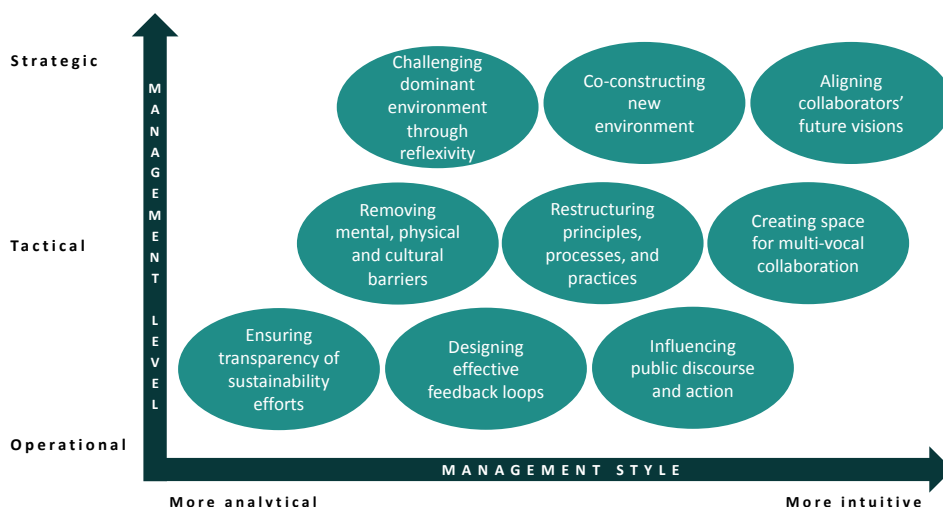 Strategic
Challenging
dominant
environment
through
reflexivity
Co-constructing
new
environment
Aligning
collaborators'
future visions
MANAGEMENT LEVEL
Tactical
Removing
mental, physical
and cultural
barriers
Restructuring
principles,
processes, and
practices
Creating space
for multi-vocal
collaboration
Ensuring
transparency of
sustainability
efforts
Designing
effective
feedback loops
Influencing
public discourse
and action
Operational
MANAGEMENT STYLE
More analytical
More intuitive